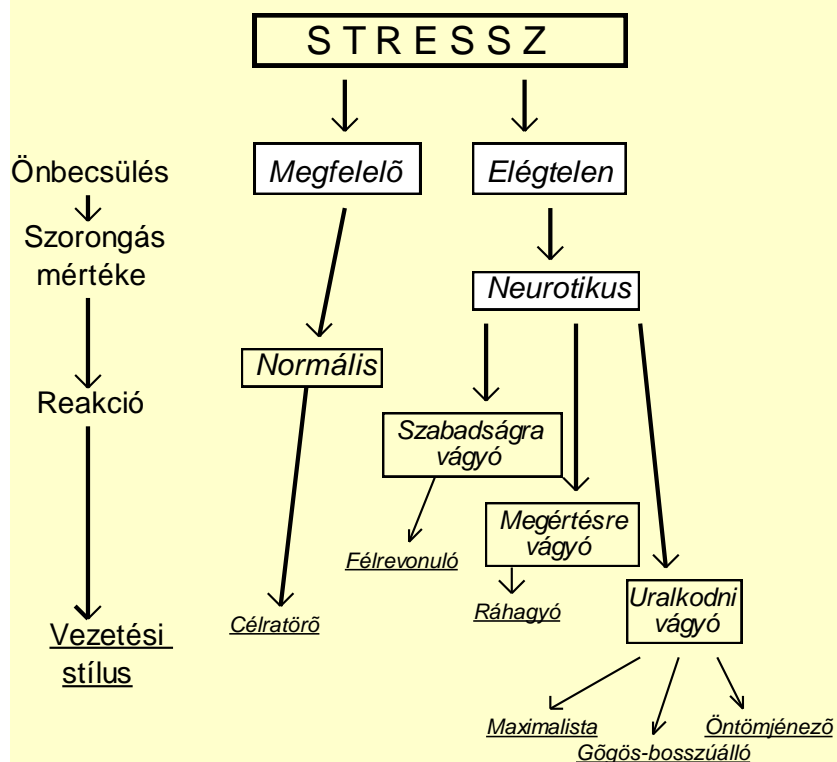 S T R E S S Z
Önbecsülés
Megfelelõ
Elégtelen
Szorongás
mértéke
Neurotikus
Normális
Reakció
Szabadságra
vágyó
Megértésre
vágyó
Félrevonuló
Uralkodni
vágyó
Célratörõ
Ráhagyó
Vezetési
stílus
Maximalista
Öntömjénezõ
Gõgös-bosszúálló